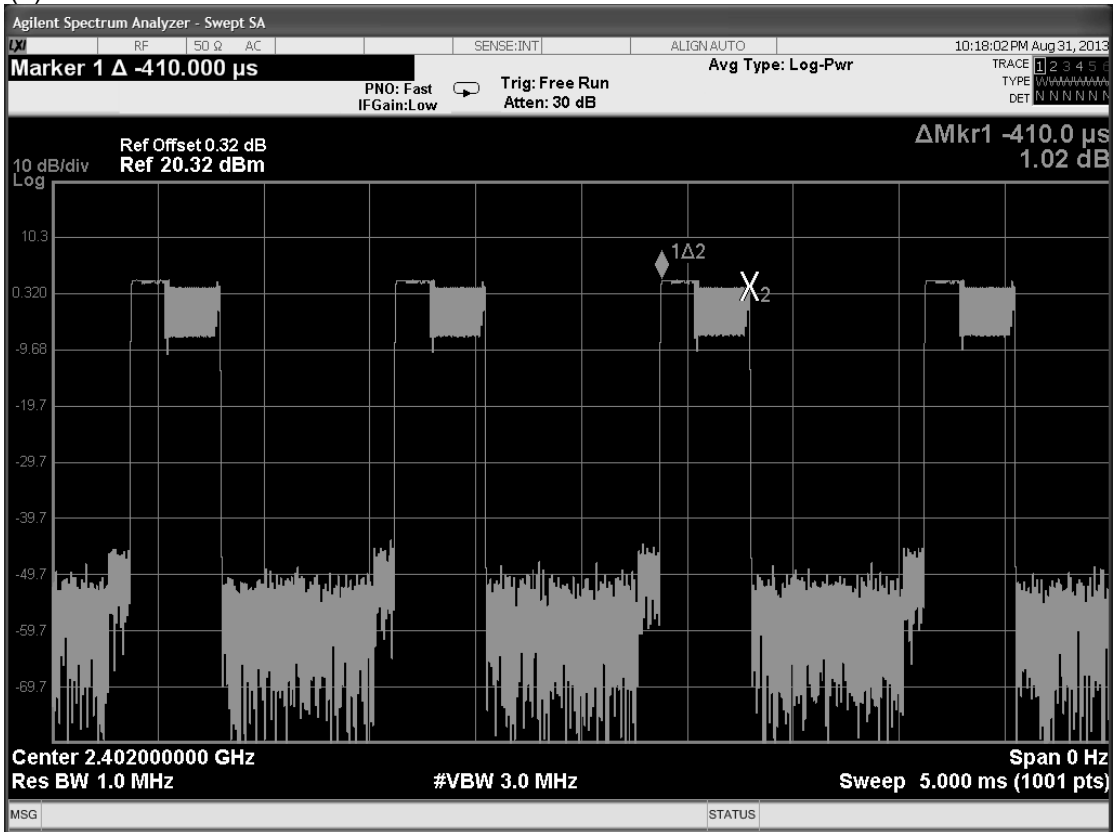 Agilent Spectrum Analyzer - Swept SA
LXI RF 50 Ω AC SENSE:INT ALIGN AUTO 10:18:02 PM Aug 31, 2013
Marker 1 Δ -410.000 µs
PNO: Fast
IFGain:Low
Trig: Free Run
Atten: 30 dB
Avg Type: Log-Pwr
TRACE 1 2 3 4 5 6
TYPE
DET N N N N N N
ΔMkr1 -410.0 µs
1.02 dB
Ref Offset 0.32 dB
10 dB/div Ref 20.32 dBm
Log
10.3
1Δ2
0.320
X2
-9.68
-19.7
-29.7
-39.7
-49.7
-59.7
-69.7
Center 2.402000000 GHz Span 0 Hz
Res BW 1.0 MHz #VBW 3.0 MHz Sweep 5.000 ms (1001 pts)
MSG STATUS